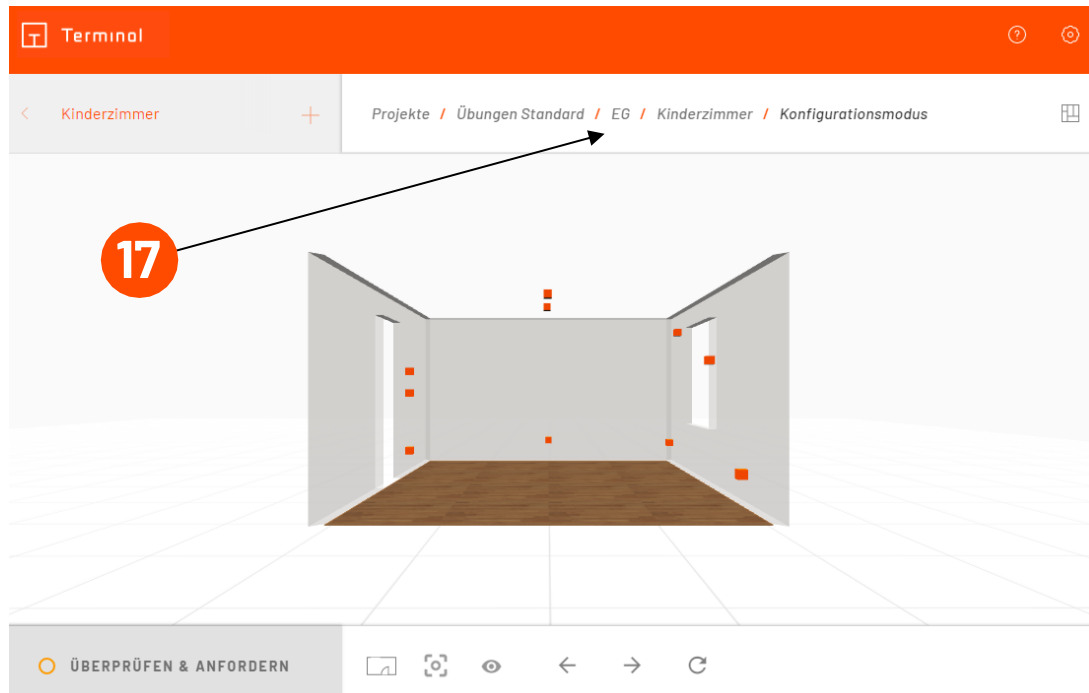 Terminal
Kinderzimmer
Projekte / Übungen Standard / EG / Kinderzimmer / Konfigurationsmodus
17
ÜBERPRÜFEN & ANFORDERN